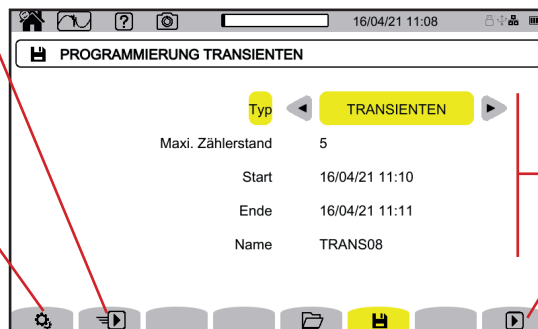 16/04/21 11:08
PROGRAMMIERUNG TRANSIENTEN
Typ TRANSIENTEN
Maxi. Zählerstand 5
Start 16/04/21 11:10
Ende 16/04/21 11:11
Name TRANS08